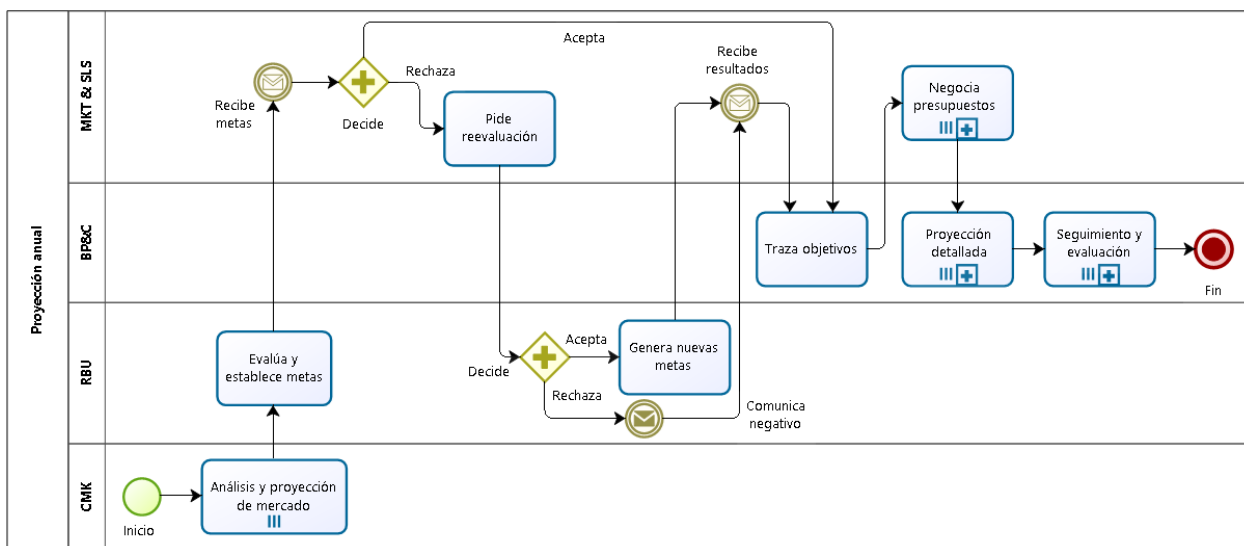 Proyección anual
MKT & SLS
Acepta
Recibe
metas
Rechaza
Decide
Pide
reevaluación
Recibe
resultados
Negocia
presupuestos
BP&C
Traza objetivos
Proyección
detallada
Seguimiento y
evaluación
Fin
RBU
Evalúa y
establece metas
Decide
Acepta
Genera nuevas
metas
Rechaza
Comunica
negativo
CMK
Inicio
Análisis y proyección
de mercado